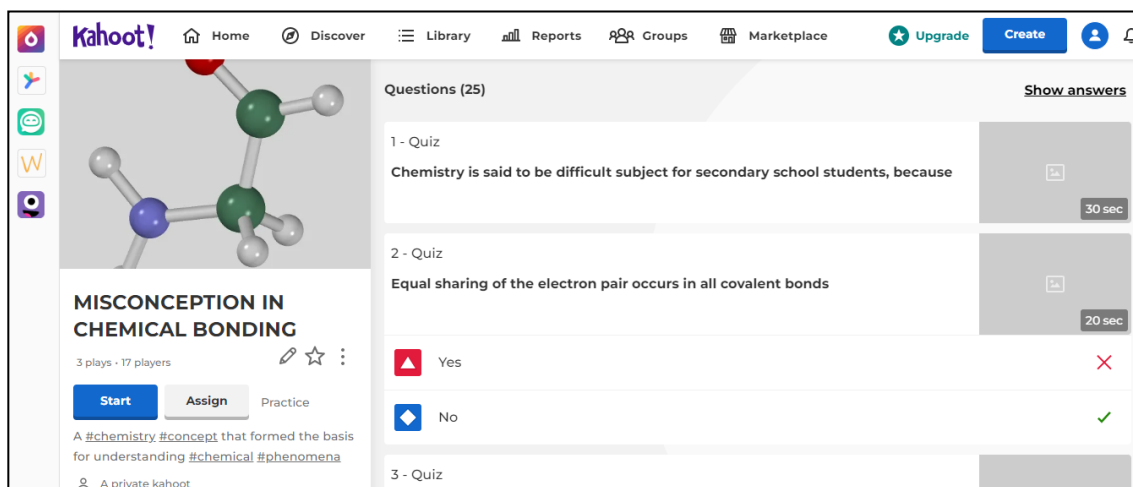 Kahoot!
Home
Discover
Library
Reports
Groups
Marketplace
Upgrade
Create
W
MISCONCEPTION IN
CHEMICAL BONDING
3 plays · 17 players
Start
Assign
Practice
A #chemistry #concept that formed the basis
for understanding #chemical #phenomena
A private kahoot
Questions (25)
Show answers
1 - Quiz
Chemistry is said to be difficult subject for secondary school students, because
30 sec
2 - Quiz
Equal sharing of the electron pair occurs in all covalent bonds
20 sec
Yes
No
3 - Quiz